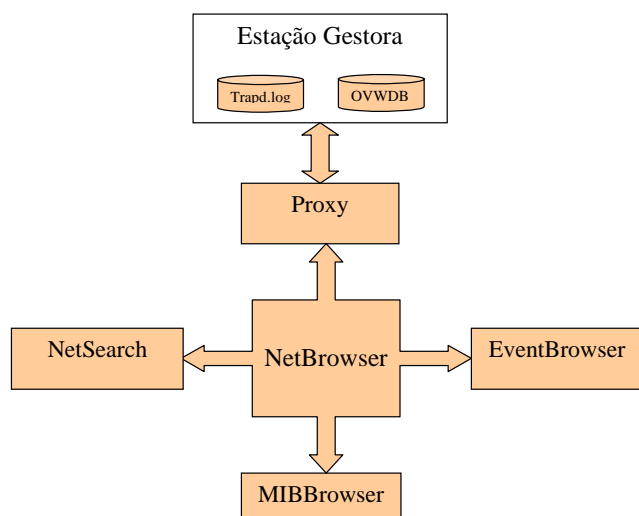 Estação Gestora
Trapd.log
OVWDB
Proxy
NetSearch
NetBrowser
EventBrowser
MIBBrowser